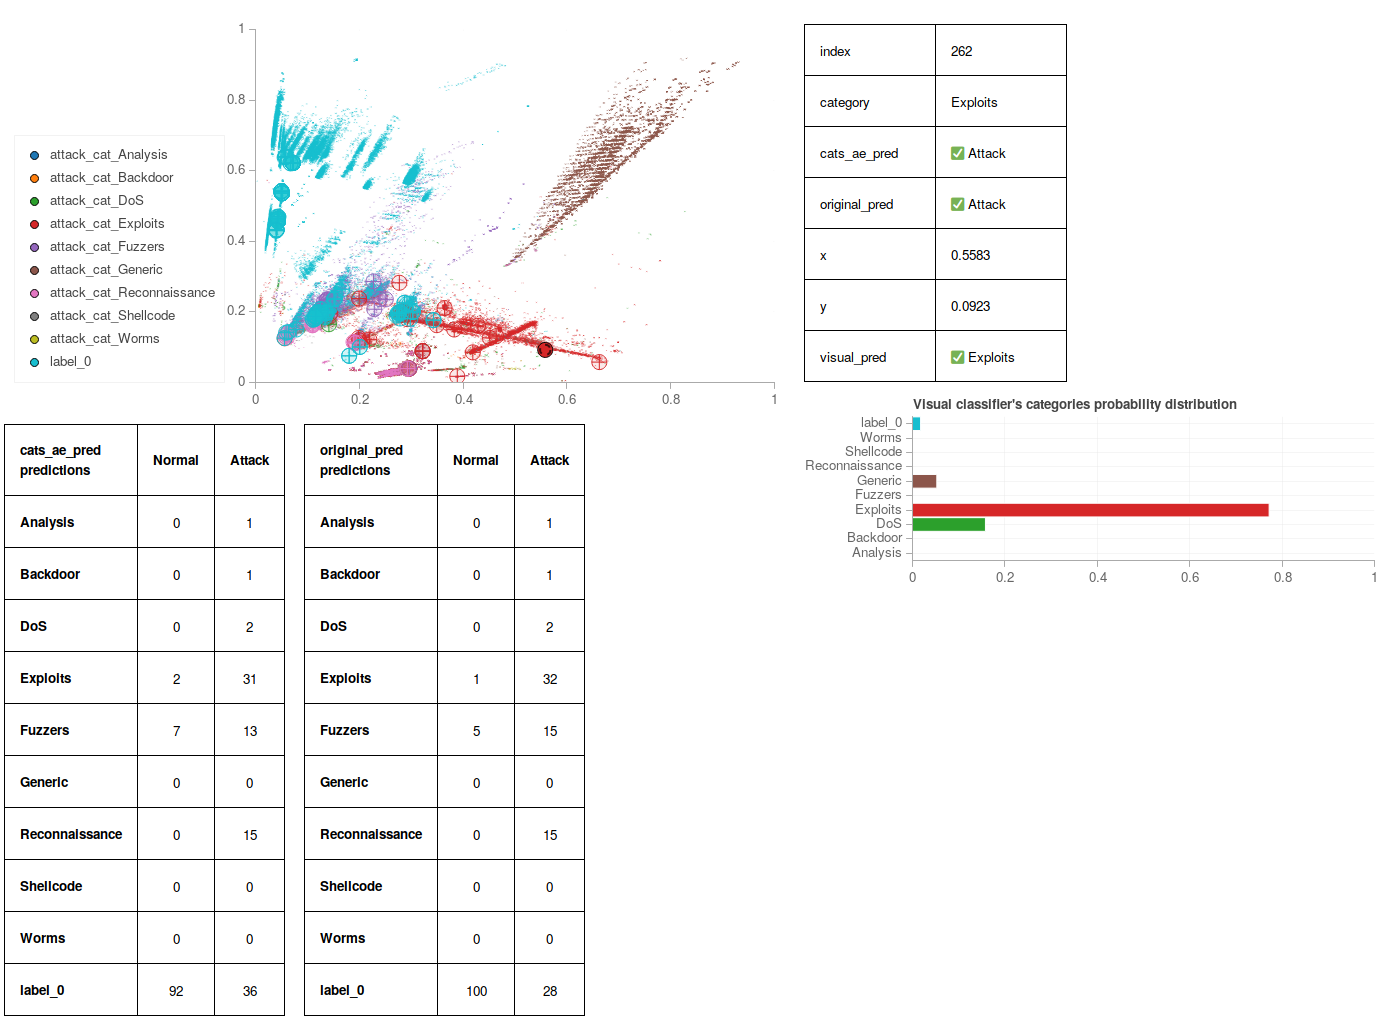 1
0.8
0.6
0.4
0.2
0
0 0.2 0.4 0.6 0.8 1
attack_cat_Analysis
attack_cat_Backdoor
attack_cat_DoS
attack_cat_Exploits
attack_cat_Fuzzers
attack_cat_Generic
attack_cat_Reconnaissance
attack_cat_Shellcode
attack_cat_Worms
label_0
index 262
category Exploits
cats_ae_pred ✅ Attack
original_pred ✅ Attack
x 0.5583
y 0.0923
visual_pred ✅ Exploits
Visual classifier's categories probability distribution
label_0
Worms
Shellcode
Reconnaissance
Generic
Fuzzers
Exploits
DoS
Backdoor
Analysis
0 0.2 0.4 0.6 0.8 1
cats_ae_pred
predictions Normal Attack
Analysis 0 1
Backdoor 0 1
DoS 0 2
Exploits 2 31
Fuzzers 7 13
Generic 0 0
Reconnaissance 0 15
Shellcode 0 0
Worms 0 0
label_0 92 36
original_pred
predictions Normal Attack
Analysis 0 1
Backdoor 0 1
DoS 0 2
Exploits 1 32
Fuzzers 5 15
Generic 0 0
Reconnaissance 0 15
Shellcode 0 0
Worms 0 0
label_0 100 28